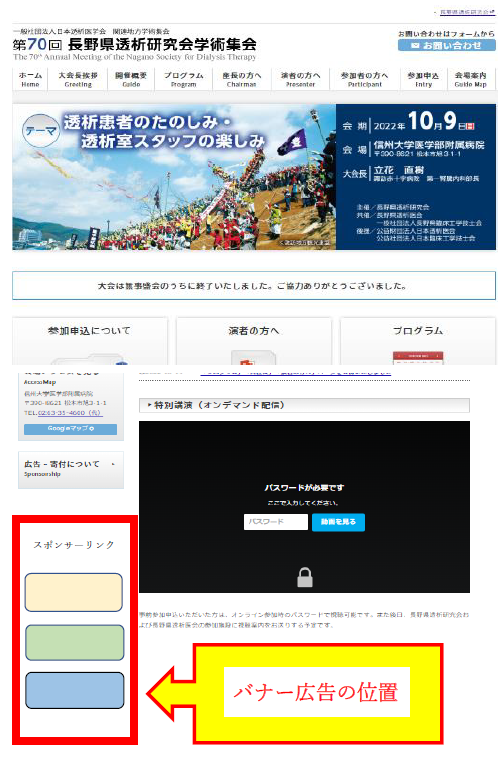 長野県透析研究会
一般社団法人日本透析医学会　関連地方学術集会
第70回 長野県透析研究会学術集会
The 70th Annual Meeting of the Nagano Society for Dialysis Therapy
お問い合わせはフォームから
お問い合わせ
ホーム 大会長挨拶 開催概要 プログラム 座長の方へ 演者の方へ 参加者の方へ 参加申込 会場案内
Home Greeting Guide Program Chairman Presenter Participant Entry Guide Map
テーマ
透析患者のたのしみ・
透析室スタッフの楽しみ
会 期 2022年10月9日
会 場 信州大学医学部附属病院
〒390-8621 松本市旭3-1-1
大会長 立花 直樹
諏訪赤十字病院　第一腎臓内科部長
主催／長野県透析研究会
共催／長野県透析医会
一般社団法人長野県臨床工学技士会
後援／公益財団法人日本透析医会
公益社団法人日本臨床工学技士会
大会は無事盛会のうちに終了いたしました。ご協力ありがとうございました。
参加申込について
演者の方へ
プログラム
Access Map
信州大学医学部附属病院
〒390-8621 松本市旭3-1-1
TEL.0263-35-4600（代）
Googleマップ
広告・寄付について
Sponsorship
特別講演（オンデマンド配信）
パスワードが必要です
ここで入力してください。
パスワード
動画を見る
事前参加申込いただいた方は、オンライン参加時のパスワードで視聴可能です。また後日、長野県透析研究会お
よび長野県透析医会の参加施設に視聴案内をお送りする予定です。
スポンサーリンク
バナー広告の位置